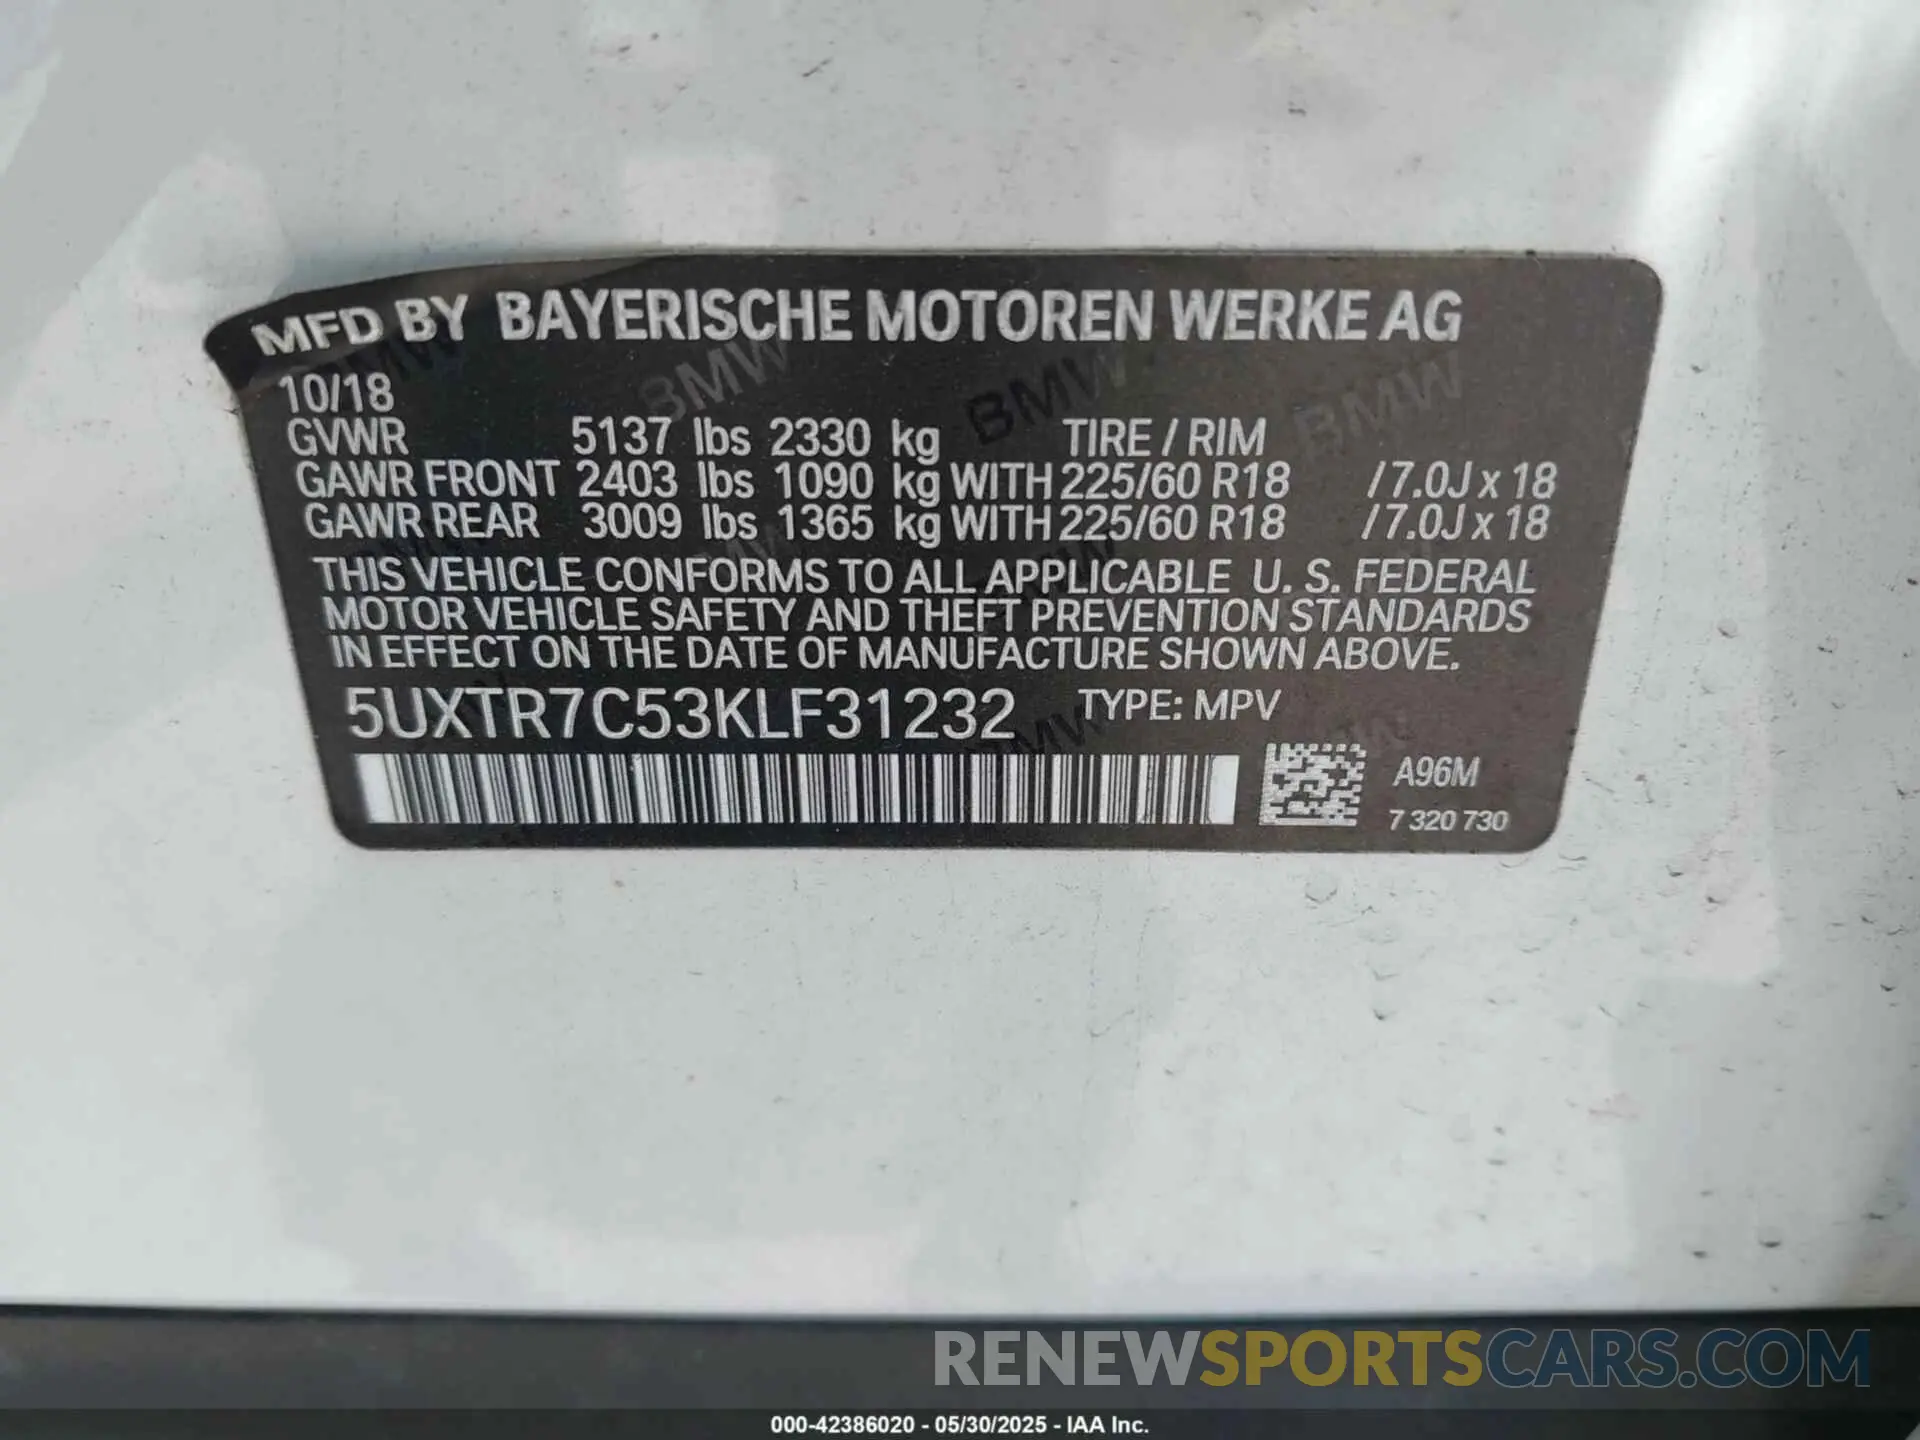 MFD BY BAYERISCHE MOTOREN WERKE AG
10/18
GVWR 5137 lbs 2330 kg TIRE / RIM
GAWR FRONT 2403 lbs 1090 kg WITH 225/60 R18 / 7.0J x 18
GAWR REAR 3009 lbs 1365 kg WITH 225/60 R18 / 7.0J x 18
THIS VEHICLE CONFORMS TO ALL APPLICABLE U. S. FEDERAL
MOTOR VEHICLE SAFETY AND THEFT PREVENTION STANDARDS
IN EFFECT ON THE DATE OF MANUFACTURE SHOWN ABOVE.
5UXTR7C53KLF31232 TYPE: MPV
A96M
7 320 730
RENEWSPORTSCARS.COM
000-42386020 - 05/30/2025 - IAA Inc.